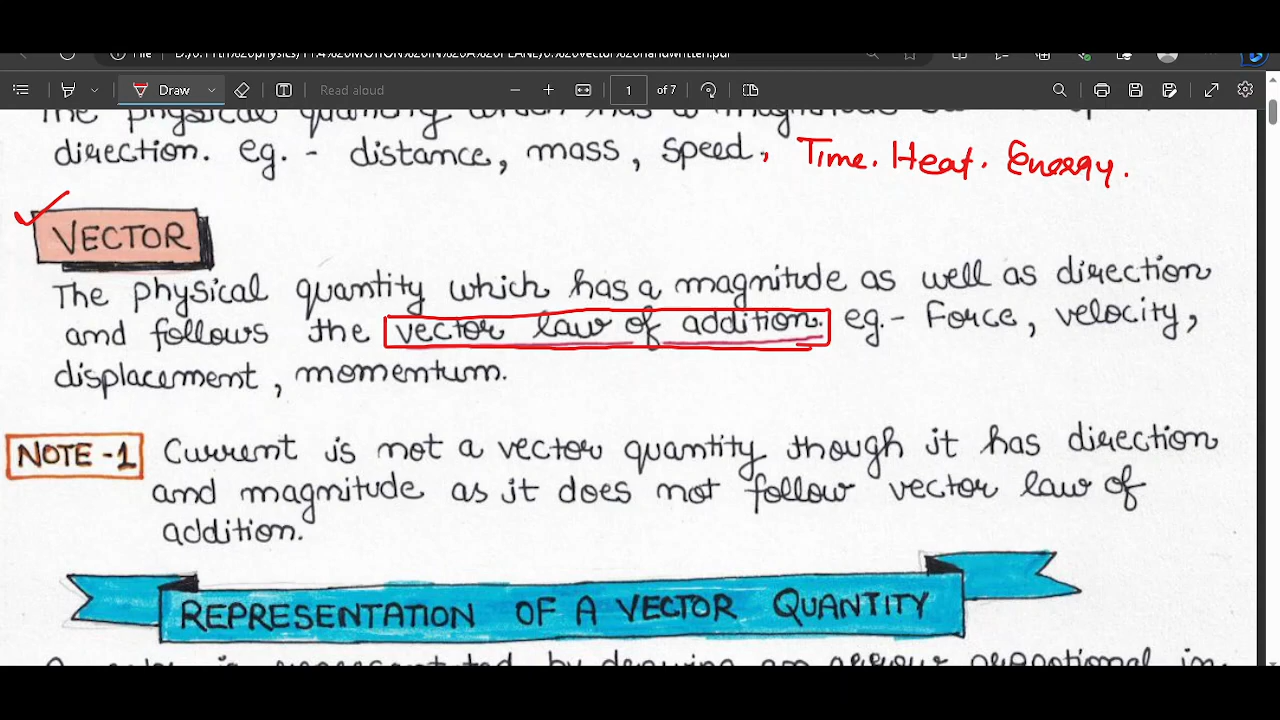 Draw
Read aloud
1 of 7
direction. eg. - distance, mass, speed, Time. Heat. Energy.
VECTOR
The physical quantity which has a magnitude as well as direction
and follows the vector law of addition. eg.- Force, velocity,
displacement, momentum.
NOTE -1 Current is not a vector quantity though it has direction
and magnitude as it does not follow vector law of
addition.
REPRESENTATION OF A VECTOR QUANTITY